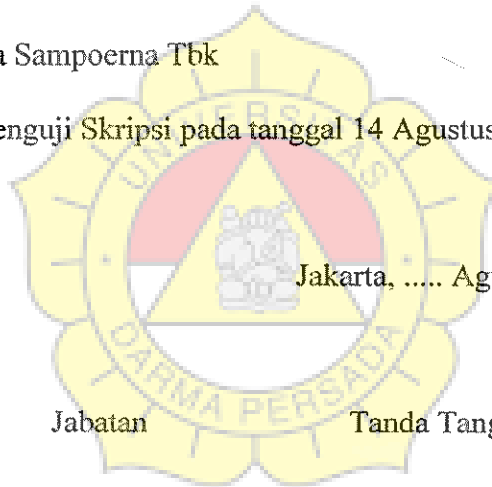 a Sampoerna Tbk
enguji Skripsi pada tanggal 14 Agustus
UNIVERSITAS
Jakarta, ..... Ag
DARMA PERSADA
Jabatan Tanda Tang